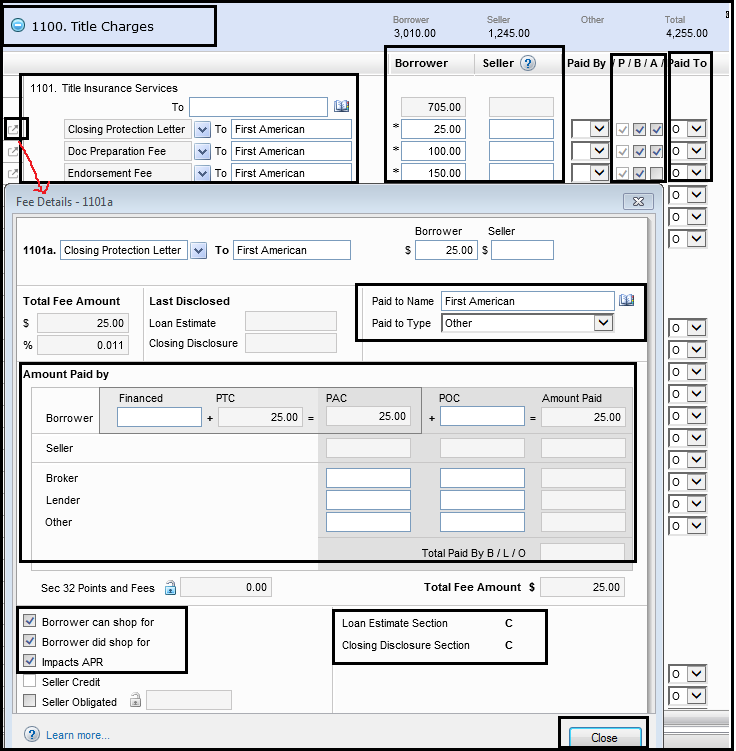 1100. Title Charges
Borrower Seller Other Total
3,010.00 1,245.00 4,255.00
Borrower Seller ? Paid By / P / B / A / Paid To
1101. Title Insurance Services
To 705.00
Closing Protection Letter To First American * 25.00 O
Doc Preparation Fee To First American * 100.00 O
Endorsement Fee To First American * 150.00 O
O
Fee Details - 1101a
O
O
Borrower Seller
1101a. Closing Protection Letter To First American $ 25.00 $
Total Fee Amount Last Disclosed Paid to Name First American
$ 25.00 Loan Estimate Paid to Type Other O
% 0.011 Closing Disclosure O
Amount Paid by O
Financed PTC PAC POC Amount Paid O
Borrower + 25.00 = 25.00 + = 25.00 O
Seller O
Broker O
Lender O
Other O
Total Paid By B / L / O
Sec 32 Points and Fees 0.00 Total Fee Amount $ 25.00
Borrower can shop for Loan Estimate Section C
Borrower did shop for Closing Disclosure Section C
Impacts APR
Seller Credit O
Seller Obligated O
? Learn more... Close